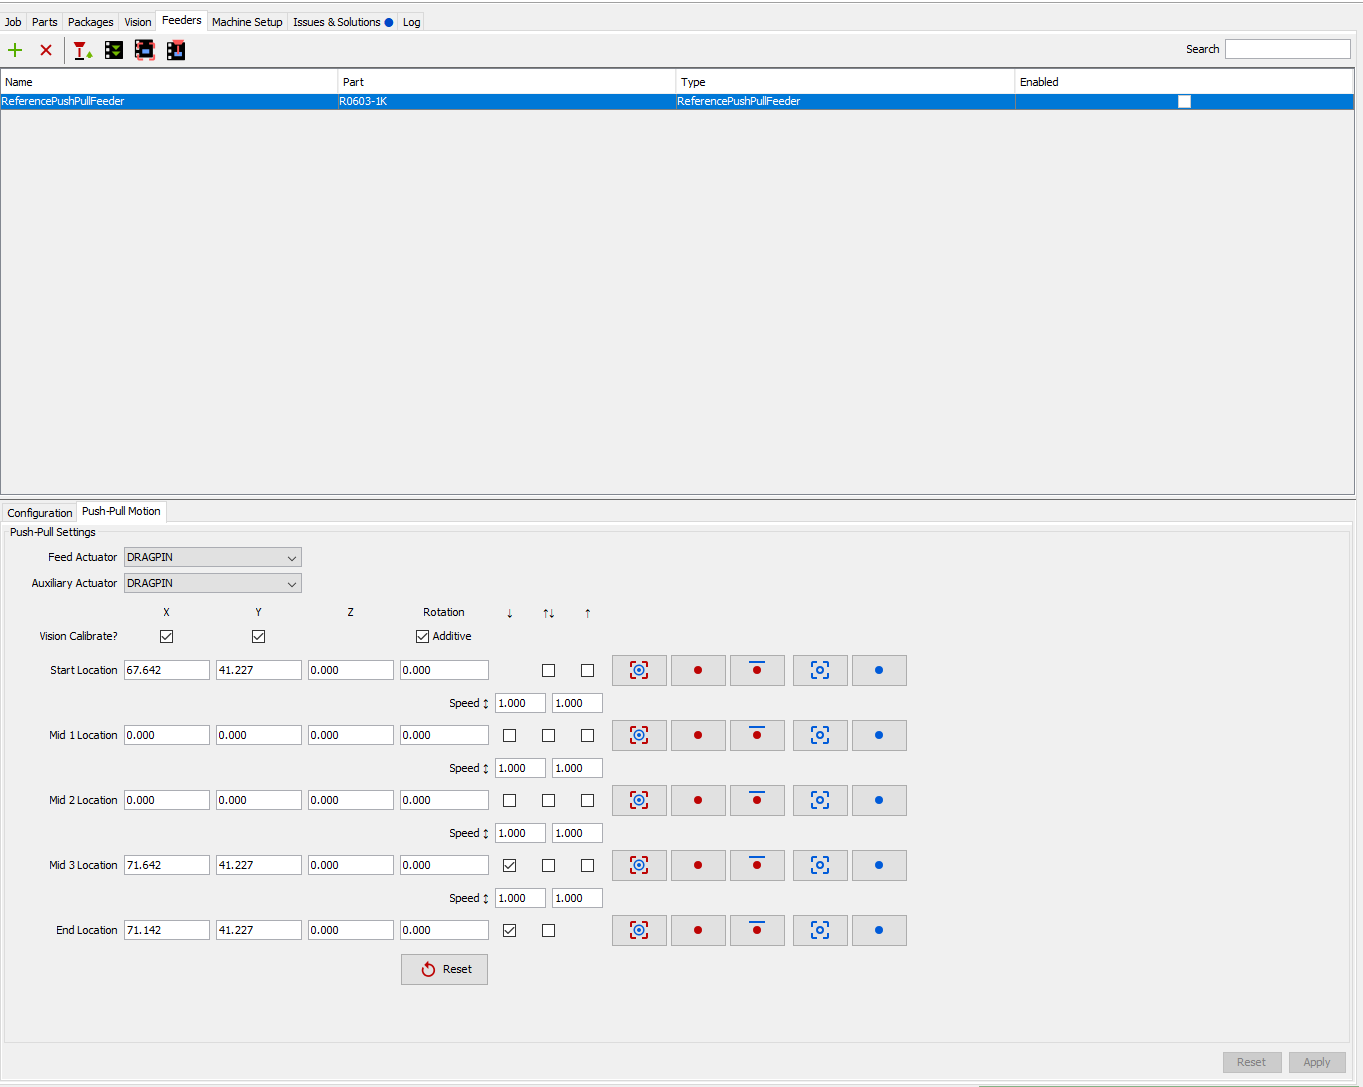 Job Parts Packages Vision Feeders Machine Setup Issues & Solutions Log
Search
Name Part Type Enabled
ReferencePushPullFeeder R0603-1K ReferencePushPullFeeder
Configuration Push-Pull Motion
Push-Pull Settings
Feed Actuator DRAGPIN
Auxiliary Actuator DRAGPIN
X Y Z Rotation ↓ ↑↓ ↑
Vision Calibrate? Additive
Start Location 67.642 41.227 0.000 0.000
Speed ↕ 1.000 1.000
Mid 1 Location 0.000 0.000 0.000 0.000
Speed ↕ 1.000 1.000
Mid 2 Location 0.000 0.000 0.000 0.000
Speed ↕ 1.000 1.000
Mid 3 Location 71.642 41.227 0.000 0.000
Speed ↕ 1.000 1.000
End Location 71.142 41.227 0.000 0.000
Reset
Reset Apply